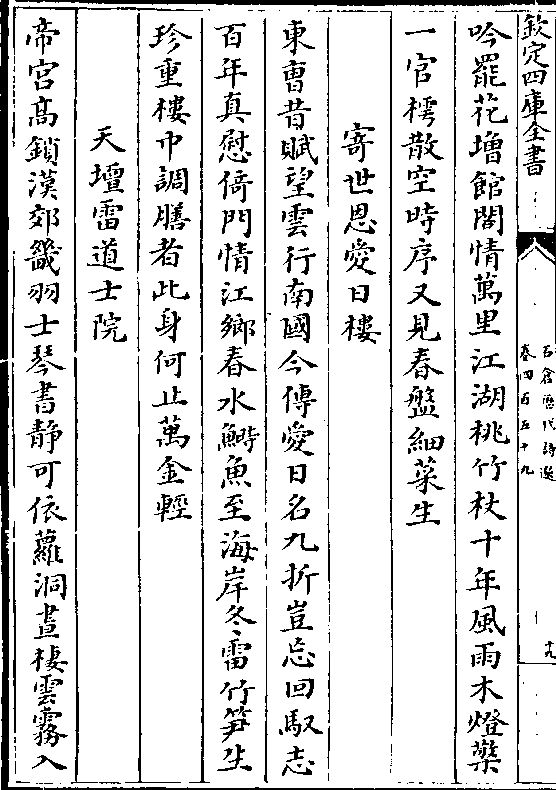 欽定四庫全書
石倉歷代詩選
卷四百五十九
十九
吟罷花増館閣情萬里江湖桃竹杖十年風雨木燈檠
一官樗散空時序又見春盤細菜生
寄世恩愛日樓
東曹昔賦望雲行南國今傳愛日名九折豈忘回馭志
百年真慰倚門情江鄉春水鰣魚至海岸冬雷竹笋生
珍重樓中調膳者此身何止萬金輕
天壇雷道士院
帝宫高鎖漢郊畿羽士琴書静可依蘿洞晝棲雲霧入